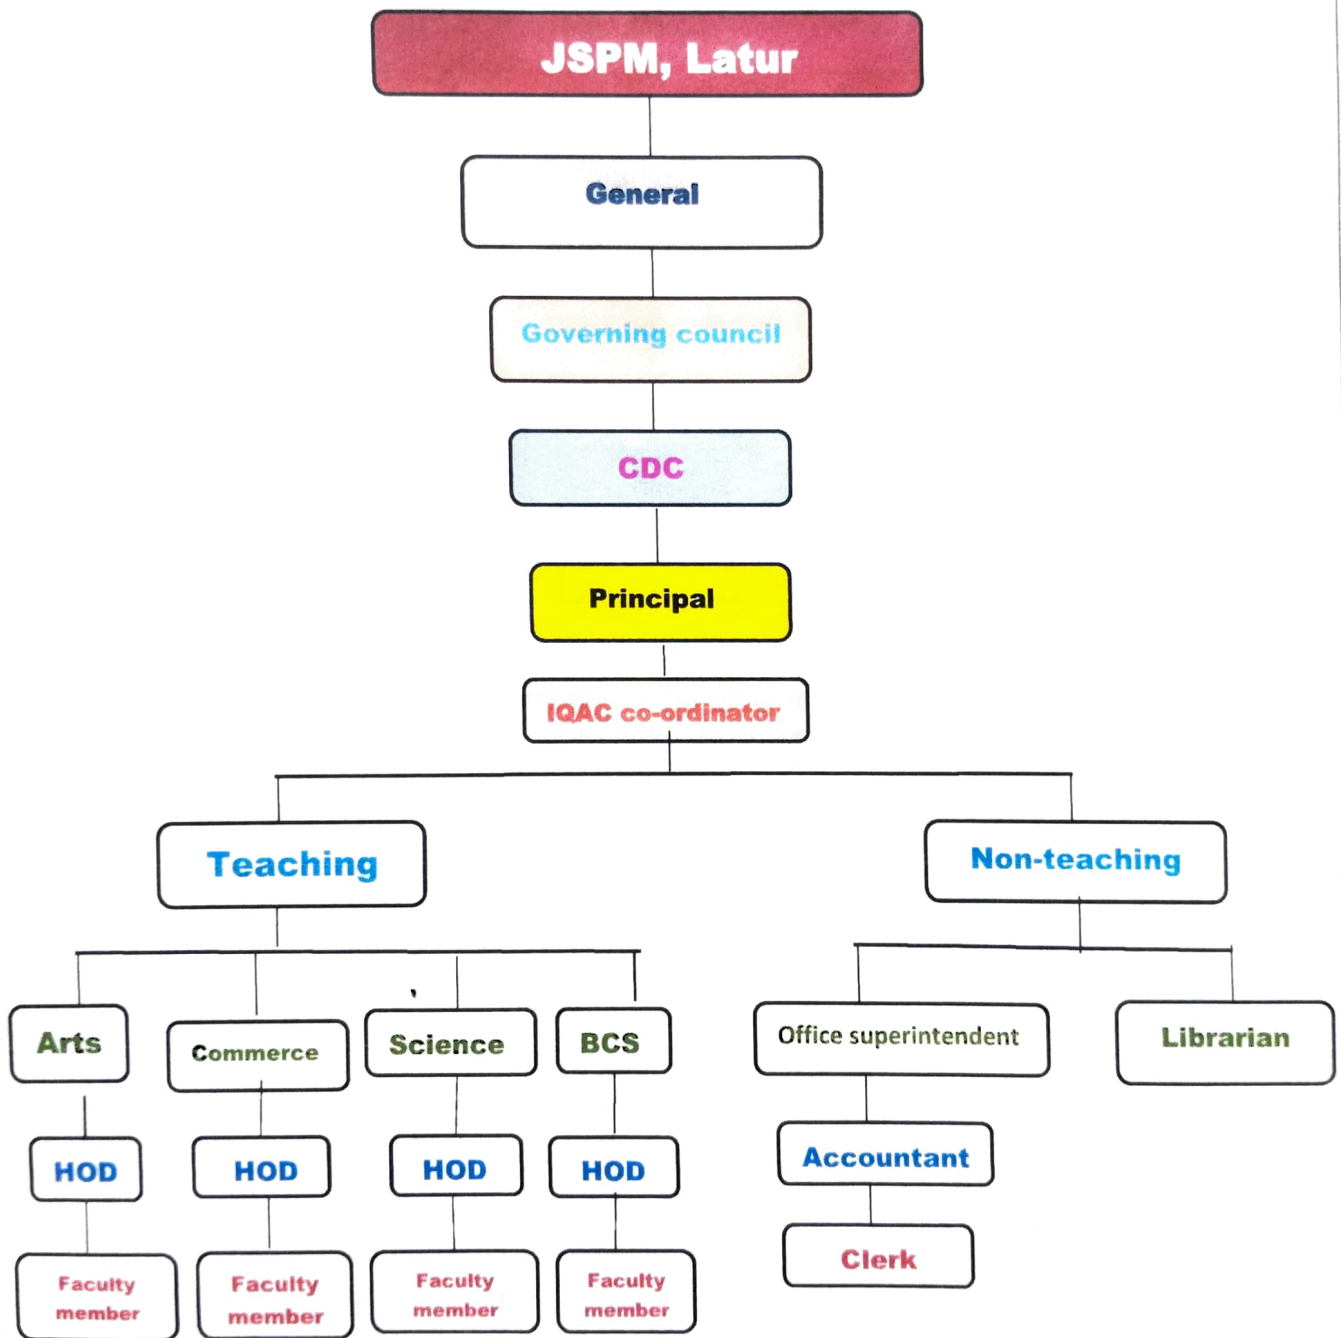 JSPM, Latur
General
Governing council
CDC
Principal
IQAC co-ordinator
Teaching
Non-teaching
Arts
Commerce
Science
BCS
Office superintendent
Librarian
HOD
HOD
HOD
HOD
Accountant
Faculty
member
Faculty
member
Faculty
member
Faculty
member
Clerk